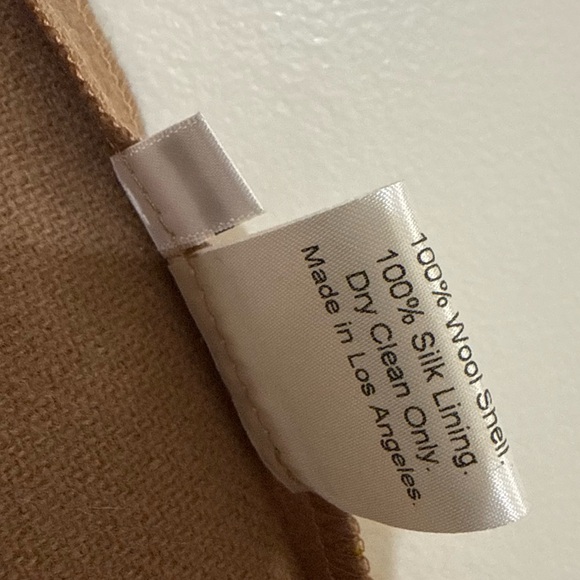 100% Wool Shell.
100% Silk Lining.
Dry Clean Only.
Made in Los Angeles.